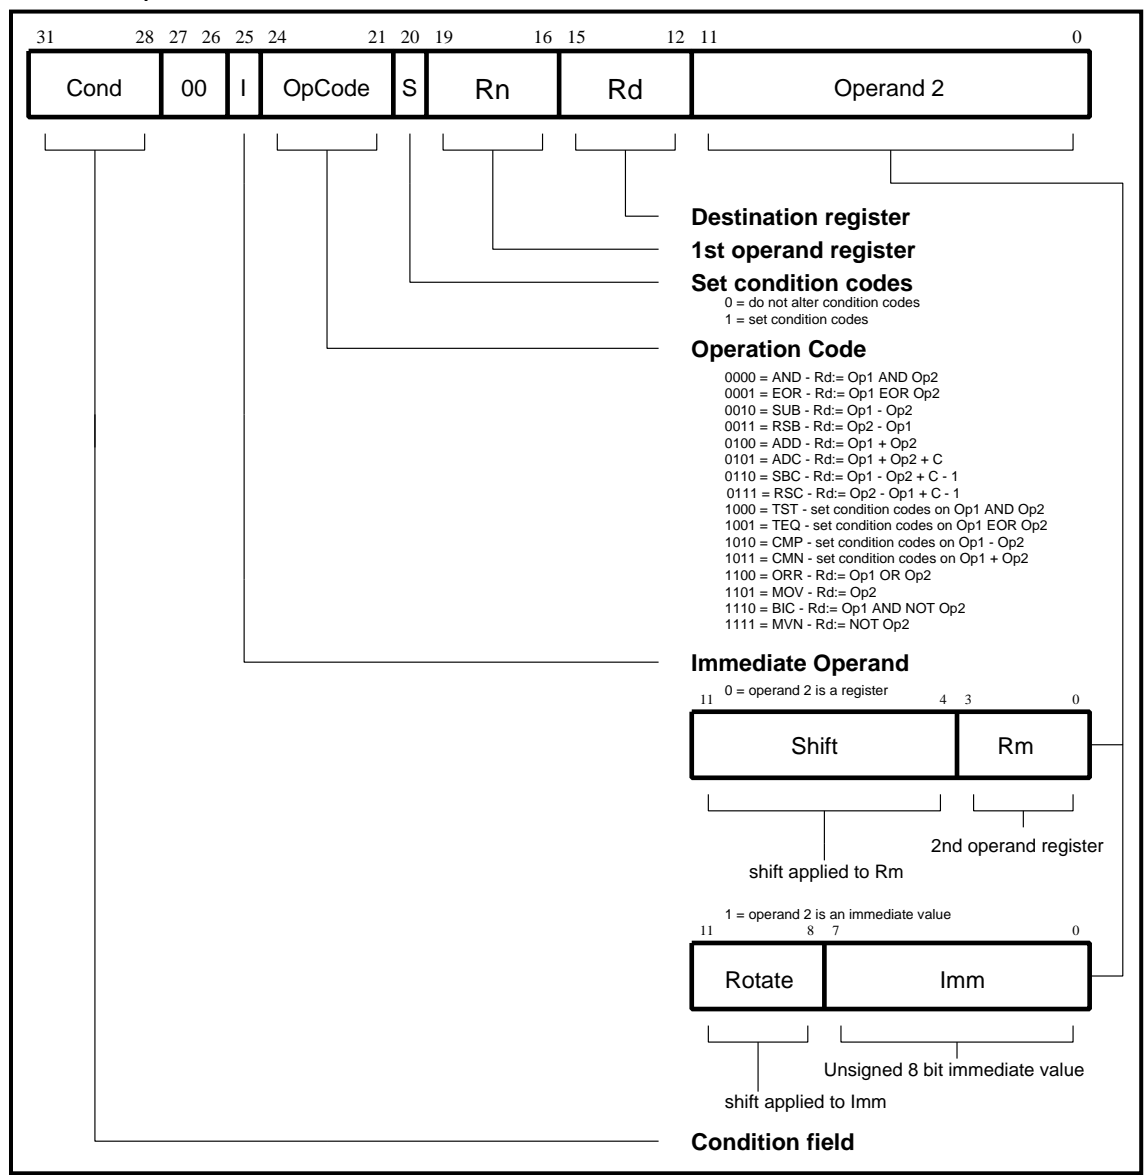 31 28 27 26 25 24 21 20 19 16 15 12 11 0
Cond 00 I OpCode S Rn Rd Operand 2
Destination register
1st operand register
Set condition codes
0 = do not alter condition codes
1 = set condition codes
Operation Code
0000 = AND - Rd:= Op1 AND Op2
0001 = EOR - Rd:= Op1 EOR Op2
0010 = SUB - Rd:= Op1 - Op2
0011 = RSB - Rd:= Op2 - Op1
0100 = ADD - Rd:= Op1 + Op2
0101 = ADC - Rd:= Op1 + Op2 + C
0110 = SBC - Rd:= Op1 - Op2 + C - 1
0111 = RSC - Rd:= Op2 - Op1 + C - 1
1000 = TST - set condition codes on Op1 AND Op2
1001 = TEQ - set condition codes on Op1 EOR Op2
1010 = CMP - set condition codes on Op1 - Op2
1011 = CMN - set condition codes on Op1 + Op2
1100 = ORR - Rd:= Op1 OR Op2
1101 = MOV - Rd:= Op2
1110 = BIC - Rd:= Op1 AND NOT Op2
1111 = MVN - Rd:= NOT Op2
Immediate Operand
0 = operand 2 is a register
11 4 3 0
Shift Rm
2nd operand register
shift applied to Rm
1 = operand 2 is an immediate value
11 8 7 0
Rotate Imm
Unsigned 8 bit immediate value
shift applied to Imm
Condition field